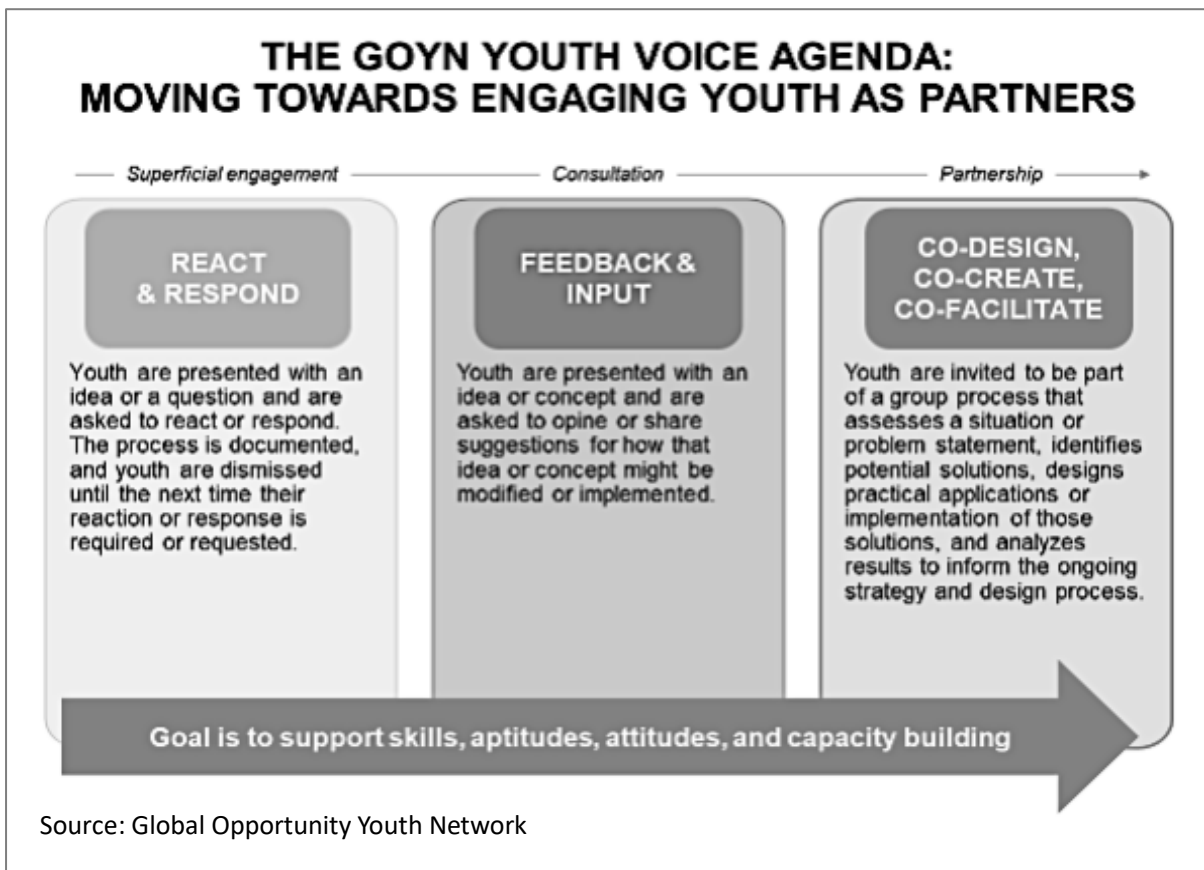 THE GOYN YOUTH VOICE AGENDA:
MOVING TOWARDS ENGAGING YOUTH AS PARTNERS
Superficial engagement
Consultation
Partnership
REACT
& RESPOND
Youth are presented with an
idea or a question and are
asked to react or respond.
The process is documented,
and youth are dismissed
until the next time their
reaction or response is
required or requested.
FEEDBACK &
INPUT
Youth are presented with an
idea or concept and are
asked to opine or share
suggestions for how that
idea or concept might be
modified or implemented.
CO-DESIGN,
CO-CREATE,
CO-FACILITATE
Youth are invited to be part
of a group process that
assesses a situation or
problem statement, identifies
potential solutions, designs
practical applications or
implementation of those
solutions, and analyzes
results to inform the ongoing
strategy and design process.
Goal is to support skills, aptitudes, attitudes, and capacity building
Source: Global Opportunity Youth Network